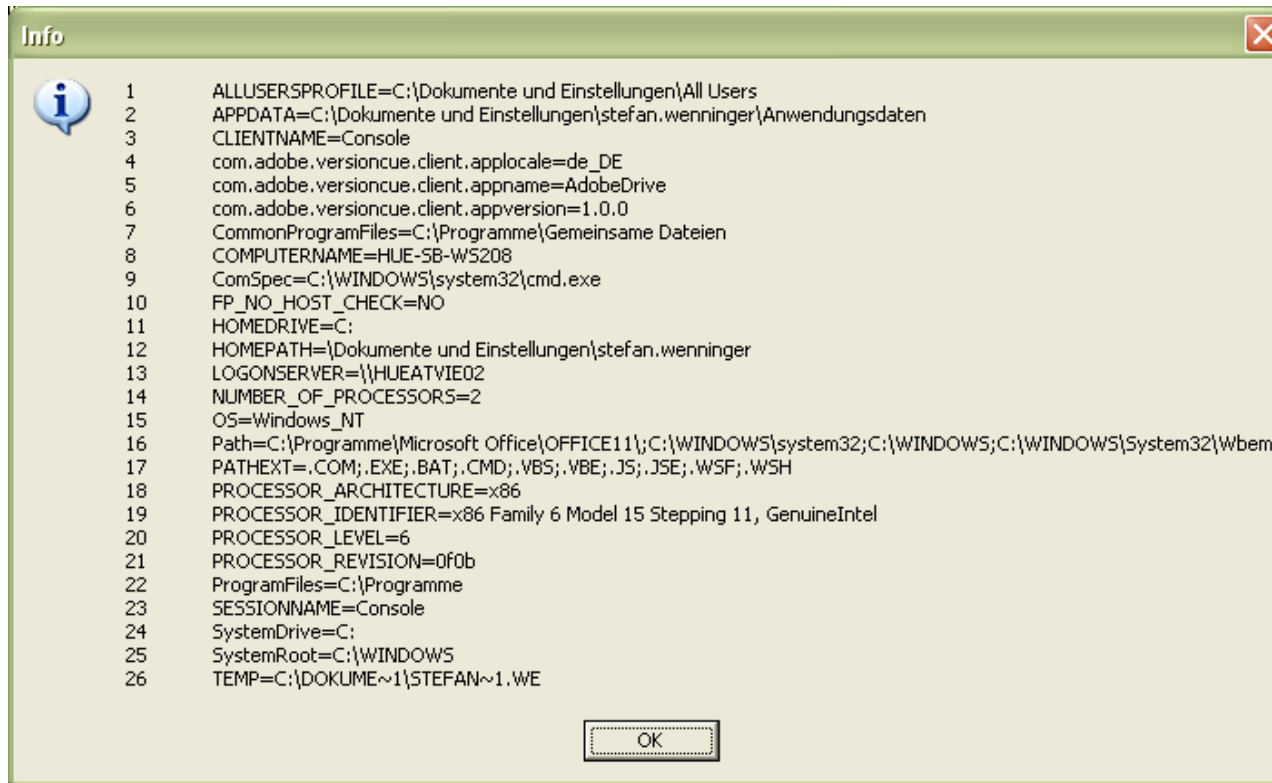 Info
1 ALLUSERSPROFILE=C:\Dokumente und Einstellungen\All Users
2 APPDATA=C:\Dokumente und Einstellungen\stefan.wenninger\Anwendungsdaten
3 CLIENTNAME=Console
4 com.adobe.versioncue.client.applocale=de_DE
5 com.adobe.versioncue.client.appname=AdobeDrive
6 com.adobe.versioncue.client.appversion=1.0.0
7 CommonProgramFiles=C:\Programme\Gemeinsame Dateien
8 COMPUTERNAME=HUE-SB-WS208
9 ComSpec=C:\WINDOWS\system32\cmd.exe
10 FP_NO_HOST_CHECK=NO
11 HOMEDRIVE=C:
12 HOMEPATH=\Dokumente und Einstellungen\stefan.wenninger
13 LOGONSERVER=\\HUEATVIE02
14 NUMBER_OF_PROCESSORS=2
15 OS=Windows_NT
16 Path=C:\Programme\Microsoft Office\OFFICE11\;C:\WINDOWS\system32;C:\WINDOWS;C:\WINDOWS\System32\Wbem
17 PATHEXT=.COM;.EXE;.BAT;.CMD;.VBS;.VBE;.JS;.JSE;.WSF;.WSH
18 PROCESSOR_ARCHITECTURE=x86
19 PROCESSOR_IDENTIFIER=x86 Family 6 Model 15 Stepping 11, GenuineIntel
20 PROCESSOR_LEVEL=6
21 PROCESSOR_REVISION=0f0b
22 ProgramFiles=C:\Programme
23 SESSIONNAME=Console
24 SystemDrive=C:
25 SystemRoot=C:\WINDOWS
26 TEMP=C:\DOKUME~1\STEFAN~1.WE
OK